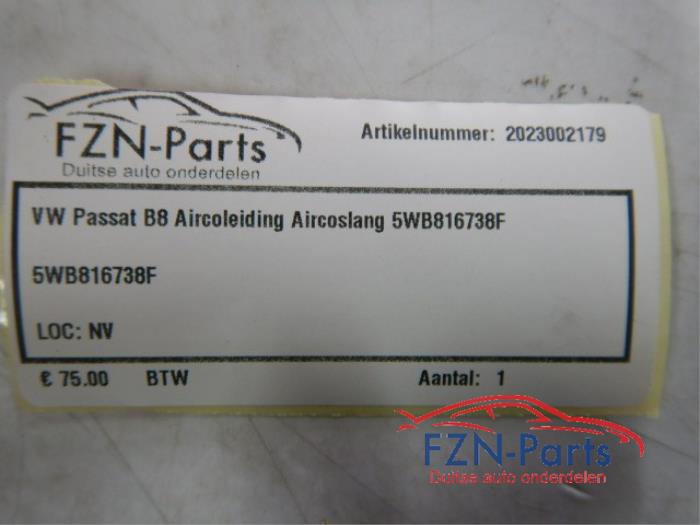 FZN-Parts
Duitse auto onderdelen
Artikelnummer: 2023002179
VW Passat B8 Aircoleiding Aircoslang 5WB816738F
5WB816738F
LOC: NV
€ 75.00 BTW Aantal: 1
FZN-Parts
Duitse auto onderdelen